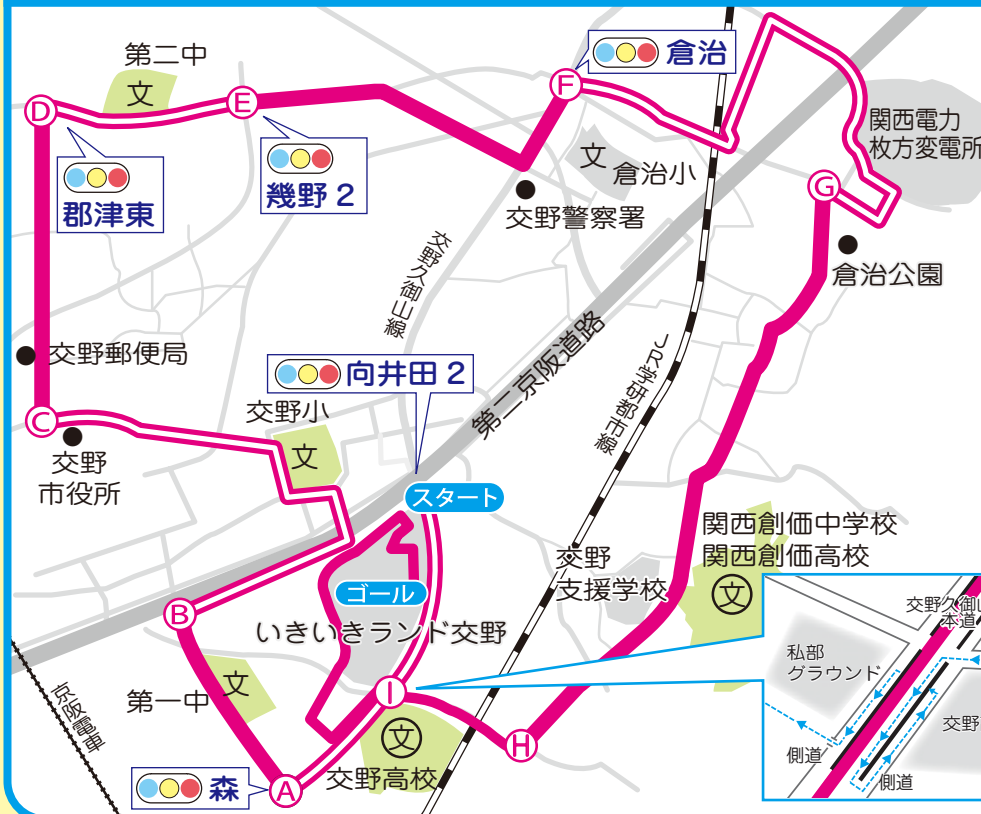 第二中
文
倉治
F
D
E
関西電力
枚方変電所
郡津東
幾野 2
文
倉治小
G
交野警察署
倉治公園
交野久御山線
交野郵便局
向井田 2
第二京阪道路
JR学研都市線
C
交野小
文
交野
市役所
スタート
関西創価中学校
関西創価高校
文
交野
支援学校
ゴール
B
いきいきランド交野
交野久御山
本道
私部
グラウンド
第一中
文
I
京阪電車
交野
文
H
側道
交野高校
森
A
側道